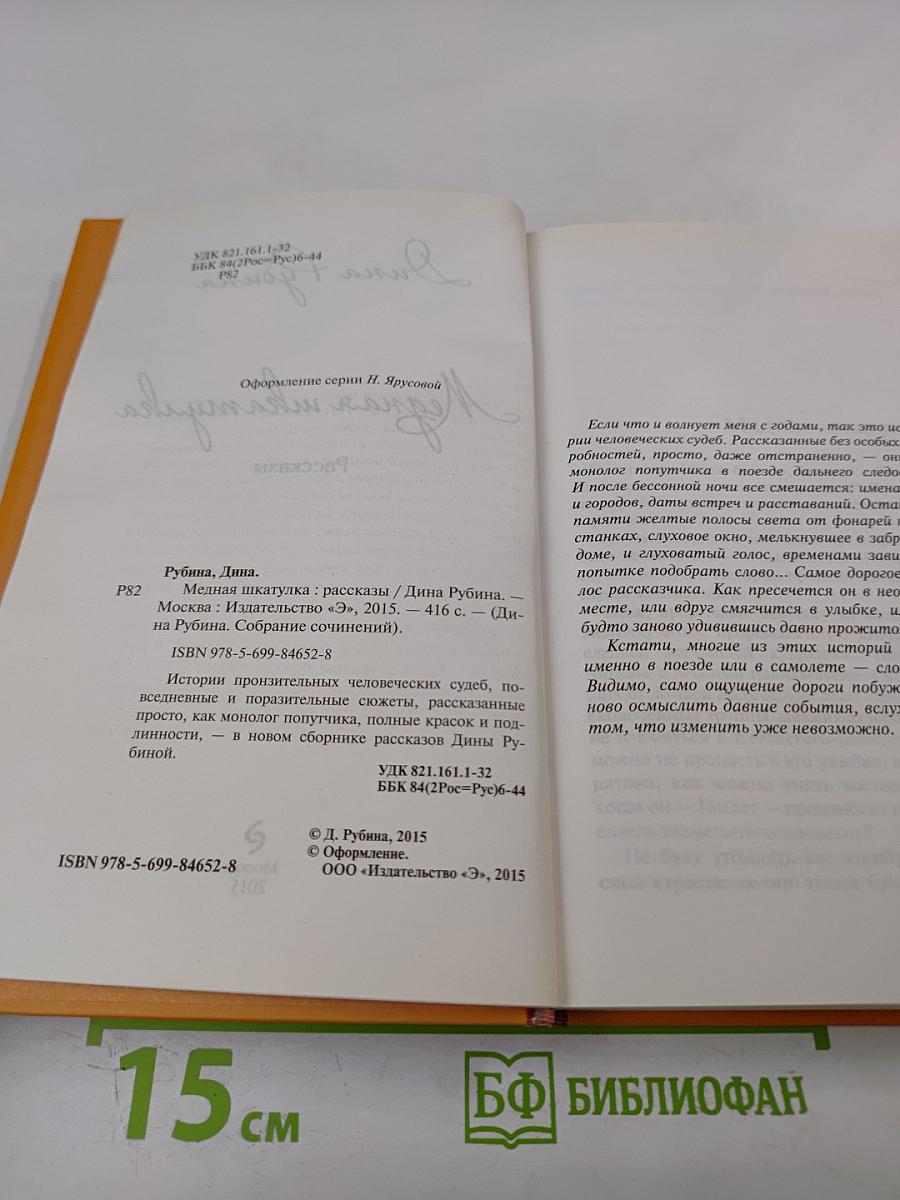 УДК 821.161.1-32
ББК 84(2Рос=Рус)6-44
Р82
Оформление серии Н. Ярусовой
Рубина, Дина.
Р82 Медная шкатулка : рассказы / Дина Рубина. —
Москва : Издательство «Э», 2015. — 416 с. — (Ди-
на Рубина. Собрание сочинений).
ISBN 978-5-699-84652-8
Истории пронзительных человеческих судеб, по-
вседневные и поразительные сюжеты, рассказанные
просто, как монолог попутчика, полные красок и под-
линности, — в новом сборнике рассказов Дины Ру-
биной.
УДК 821.161.1-32
ББК 84(2Рос=Рус)6-44
© Д. Рубина, 2015
© Оформление.
ООО «Издательство «Э», 2015
ISBN 978-5-699-84652-8
Если что и волнует меня с годами, так это ис
рии человеческих судеб. Рассказанные без особых
робностей, просто, даже отстраненно, — они
монолог попутчика в поезде дальнего следо
И после бессонной ночи все смешается: имена
и городов, даты встреч и расставаний. Оста
памяти желтые полосы света от фонарей
станках, слуховое окно, мелькнувшее в забр
доме, и глуховатый голос, временами зави
попытке подобрать слово... Самое дорогое
лос рассказчика. Как пресечется он в нео
месте, или вдруг смягчится в улыбке, и
будто заново удивившись давно прожито
Кстати, многие из этих историй
именно в поезде или в самолете — сло
Видимо, само ощущение дороги побуж
ново осмыслить давние события, вслух
том, что изменить уже невозможно.
15 см
БФ БИБЛИОФАН